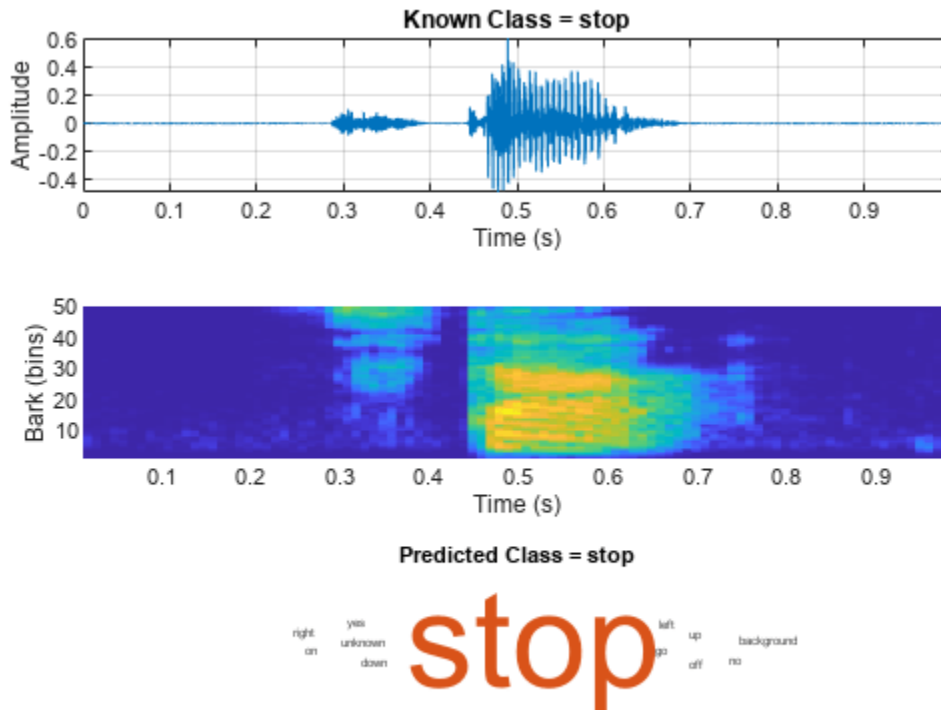 Known Class = stop
0.6
0.4
0.2
0
-0.2
-0.4
Amplitude
0 0.1 0.2 0.3 0.4 0.5 0.6 0.7 0.8 0.9
Time (s)
50
40
30
20
10
Bark (bins)
0.1 0.2 0.3 0.4 0.5 0.6 0.7 0.8 0.9
Time (s)
Predicted Class = stop
right yes stop left up background
on unknown go off no
down